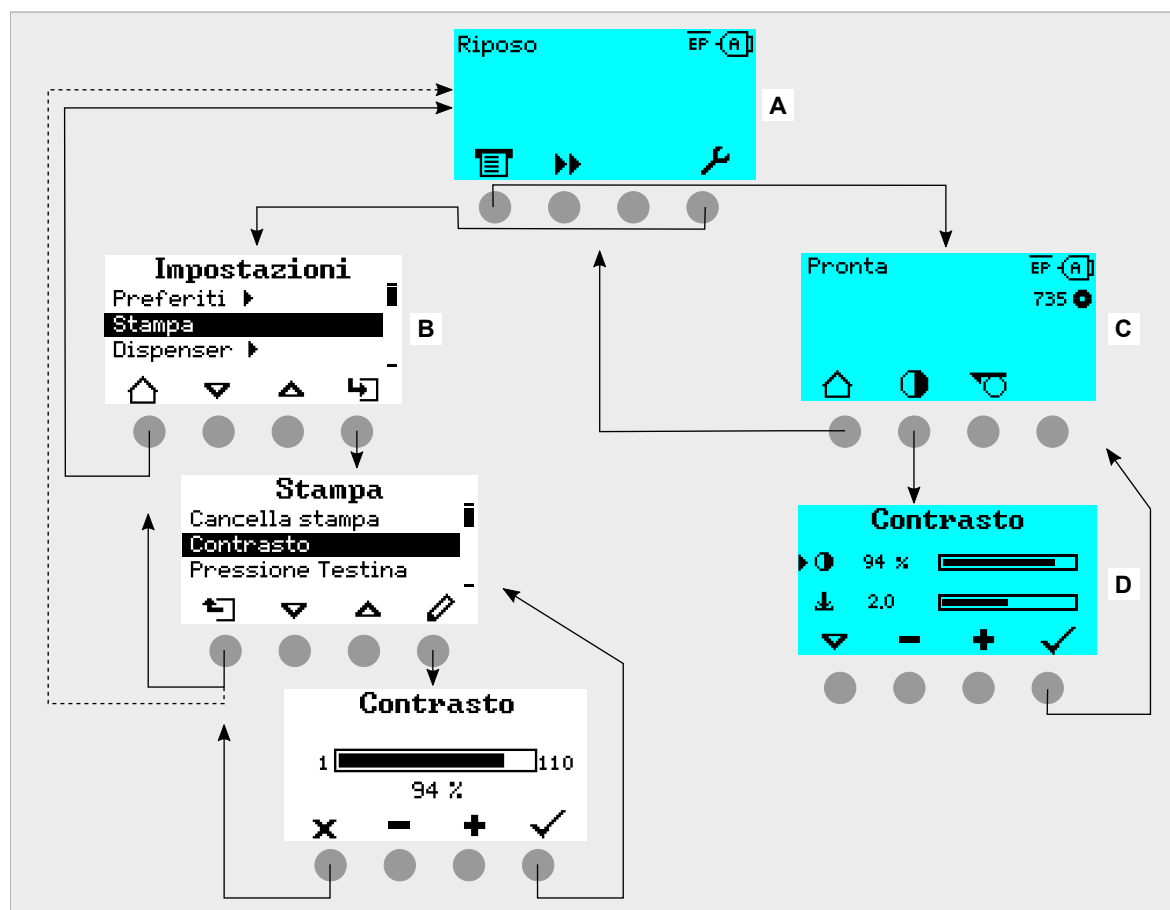 Riposo EP A
A
Impostazioni
Preferiti
Stampa
Dispenser
B
Pronta EP A
735
C
Stampa
Cancella stampa
Contrasto
Pressione Testina
Contrasto
94 %
2.0
D
Contrasto
1 110
94 %